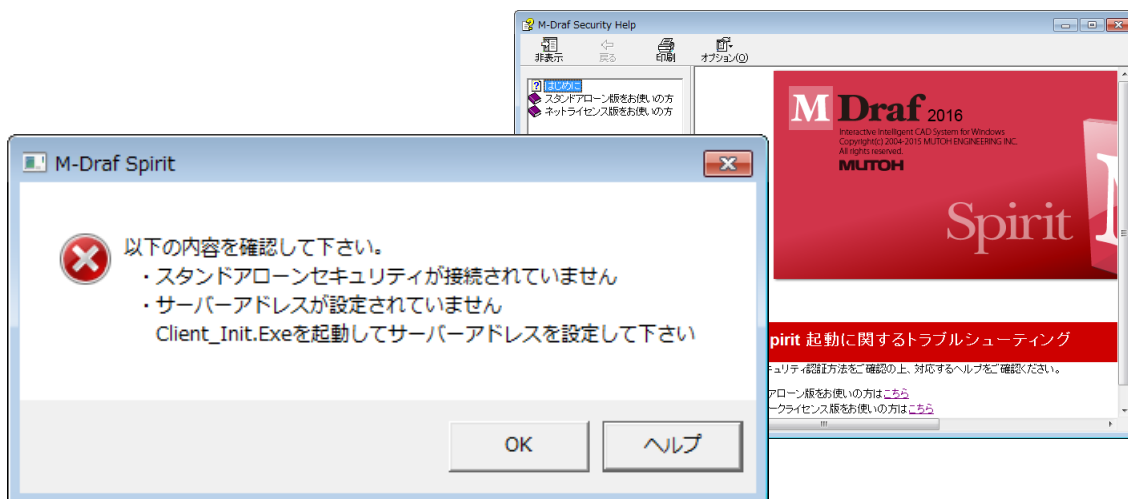 M-Draf Security Help
非表示
戻る
印刷
オプション(O)
はじめに
スタンドアローン版をお使いの方
ネットライセンス版をお使いの方
M Draf 2016
Interactive Intelligent CAD System for Windows
Copyright(c) 2004-2015 MUTOH ENGINEERING INC.
All rights reserved.
MUTOH
Spirit
pirit 起動に関するトラブルシューティング
キュリティ認証方法をご確認の上、対応するヘルプをご確認ください。
アローン版をお使いの方はこちら
ークライセンス版をお使いの方はこちら
M-Draf Spirit
以下の内容を確認して下さい。
・スタンドアローンセキュリティが接続されていません
・サーバーアドレスが設定されていません
Client_Init.Exeを起動してサーバーアドレスを設定して下さい
OK
ヘルプ